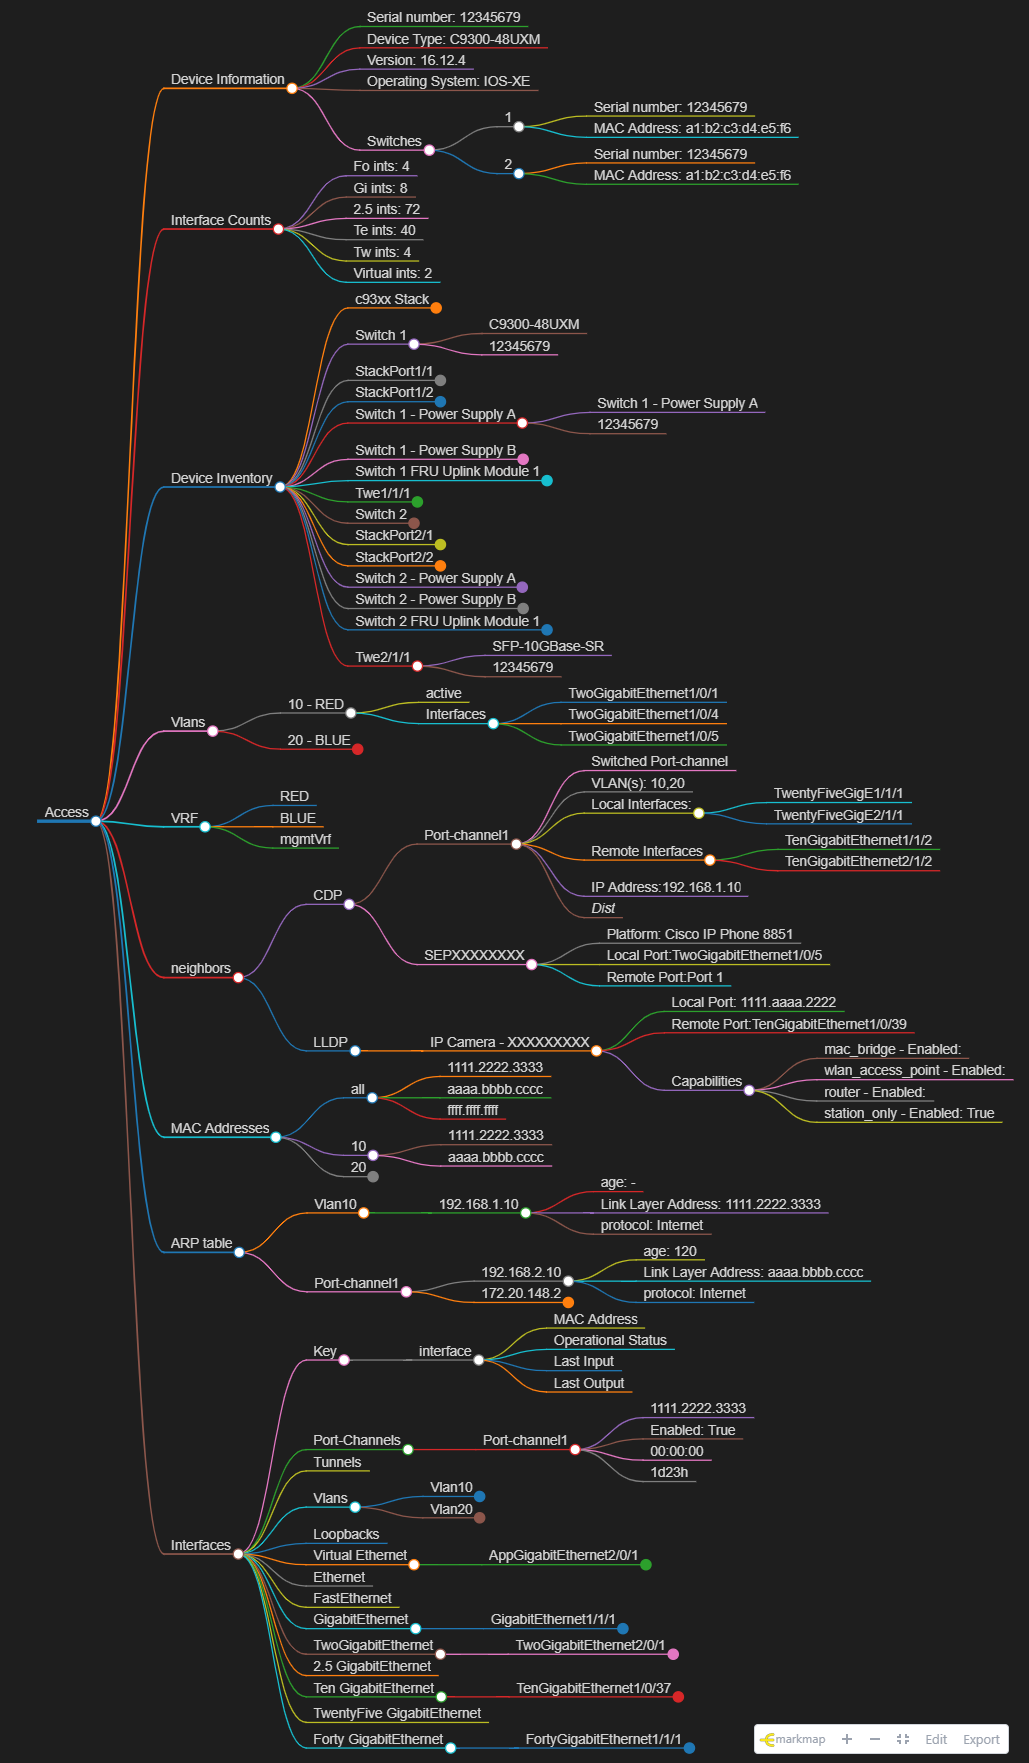 Access
Device Information
Serial number: 12345679
Device Type: C9300-48UXM
Version: 16.12.4
Operating System: IOS-XE
Switches
1
Serial number: 12345679
MAC Address: a1:b2:c3:d4:e5:f6
2
Serial number: 12345679
MAC Address: a1:b2:c3:d4:e5:f6
Interface Counts
Fo ints: 4
Gi ints: 8
2.5 ints: 72
Te ints: 40
Tw ints: 4
Virtual ints: 2
Device Inventory
c93xx Stack
Switch 1
C9300-48UXM
12345679
StackPort1/1
StackPort1/2
Switch 1 - Power Supply A
Switch 1 - Power Supply A
12345679
Switch 1 - Power Supply B
Switch 1 FRU Uplink Module 1
Twe1/1/1
Switch 2
StackPort2/1
StackPort2/2
Switch 2 - Power Supply A
Switch 2 - Power Supply B
Switch 2 FRU Uplink Module 1
Twe2/1/1
SFP-10GBase-SR
12345679
Vlans
10 - RED
active
Interfaces
TwoGigabitEthernet1/0/1
TwoGigabitEthernet1/0/4
TwoGigabitEthernet1/0/5
20 - BLUE
VRF
RED
BLUE
mgmtVrf
neighbors
CDP
Port-channel1
Switched Port-channel
VLAN(s): 10,20
Local Interfaces:
TwentyFiveGigE1/1/1
TwentyFiveGigE2/1/1
Remote Interfaces
TenGigabitEthernet1/1/2
TenGigabitEthernet2/1/2
IP Address:192.168.1.10
Dist
SEPXXXXXXXX
Platform: Cisco IP Phone 8851
Local Port:TwoGigabitEthernet1/0/5
Remote Port:Port 1
LLDP
IP Camera - XXXXXXXXX
Local Port: 1111.aaaa.2222
Remote Port:TenGigabitEthernet1/0/39
Capabilities
mac_bridge - Enabled:
wlan_access_point - Enabled:
router - Enabled:
station_only - Enabled: True
MAC Addresses
all
1111.2222.3333
aaaa.bbbb.cccc
ffff.ffff.ffff
10
1111.2222.3333
aaaa.bbbb.cccc
20
ARP table
Vlan10
192.168.1.10
age: -
Link Layer Address: 1111.2222.3333
protocol: Internet
Port-channel1
192.168.2.10
age: 120
Link Layer Address: aaaa.bbbb.cccc
protocol: Internet
172.20.148.2
Interfaces
Key
interface
MAC Address
Operational Status
Last Input
Last Output
Port-Channels
Port-channel1
1111.2222.3333
Enabled: True
00:00:00
1d23h
Tunnels
Vlans
Vlan10
Vlan20
Loopbacks
Virtual Ethernet
AppGigabitEthernet2/0/1
Ethernet
FastEthernet
GigabitEthernet
GigabitEthernet1/1/1
TwoGigabitEthernet
TwoGigabitEthernet2/0/1
2.5 GigabitEthernet
Ten GigabitEthernet
TenGigabitEthernet1/0/37
TwentyFive GigabitEthernet
Forty GigabitEthernet
FortyGigabitEthernet1/1/1
markmap Edit Export